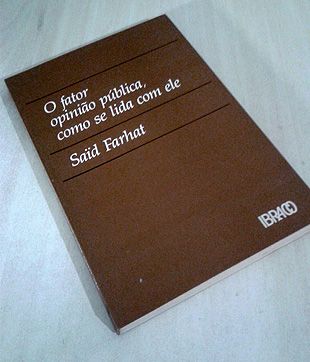 O fator
opinião pública,
como se lida com ele
Saïd Farhat
IBRACO